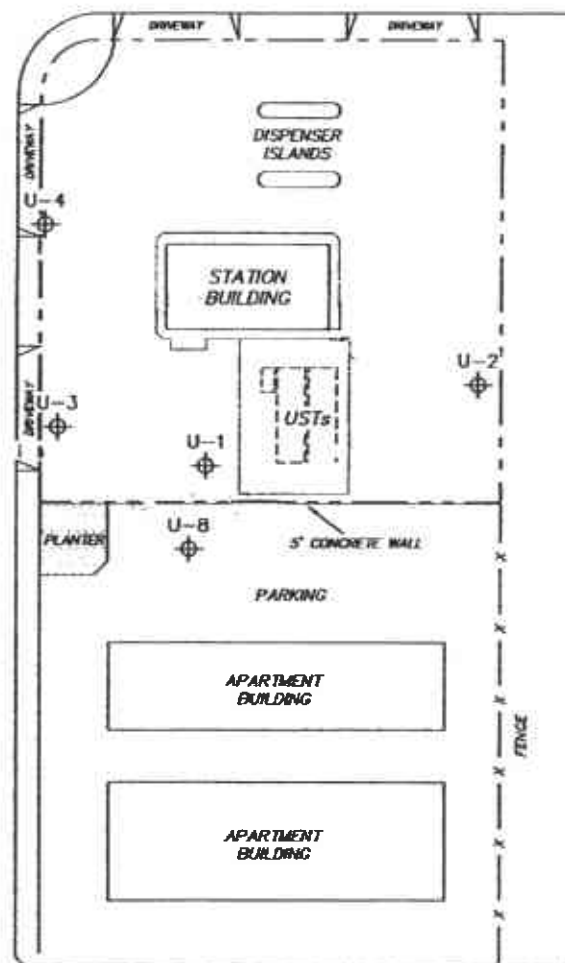 DRIVEWAY
DRIVEWAY
DISPENSER
ISLANDS
DRIVEWAY
U-4
STATION
BUILDING
U-2
USTs
DRIVEWAY
U-3
U-1
U-8
PLANTER
5' CONCRETE WALL
PARKING
APARTMENT
BUILDING
FENCE
APARTMENT
BUILDING
X
X
X
X
X
X
X
X